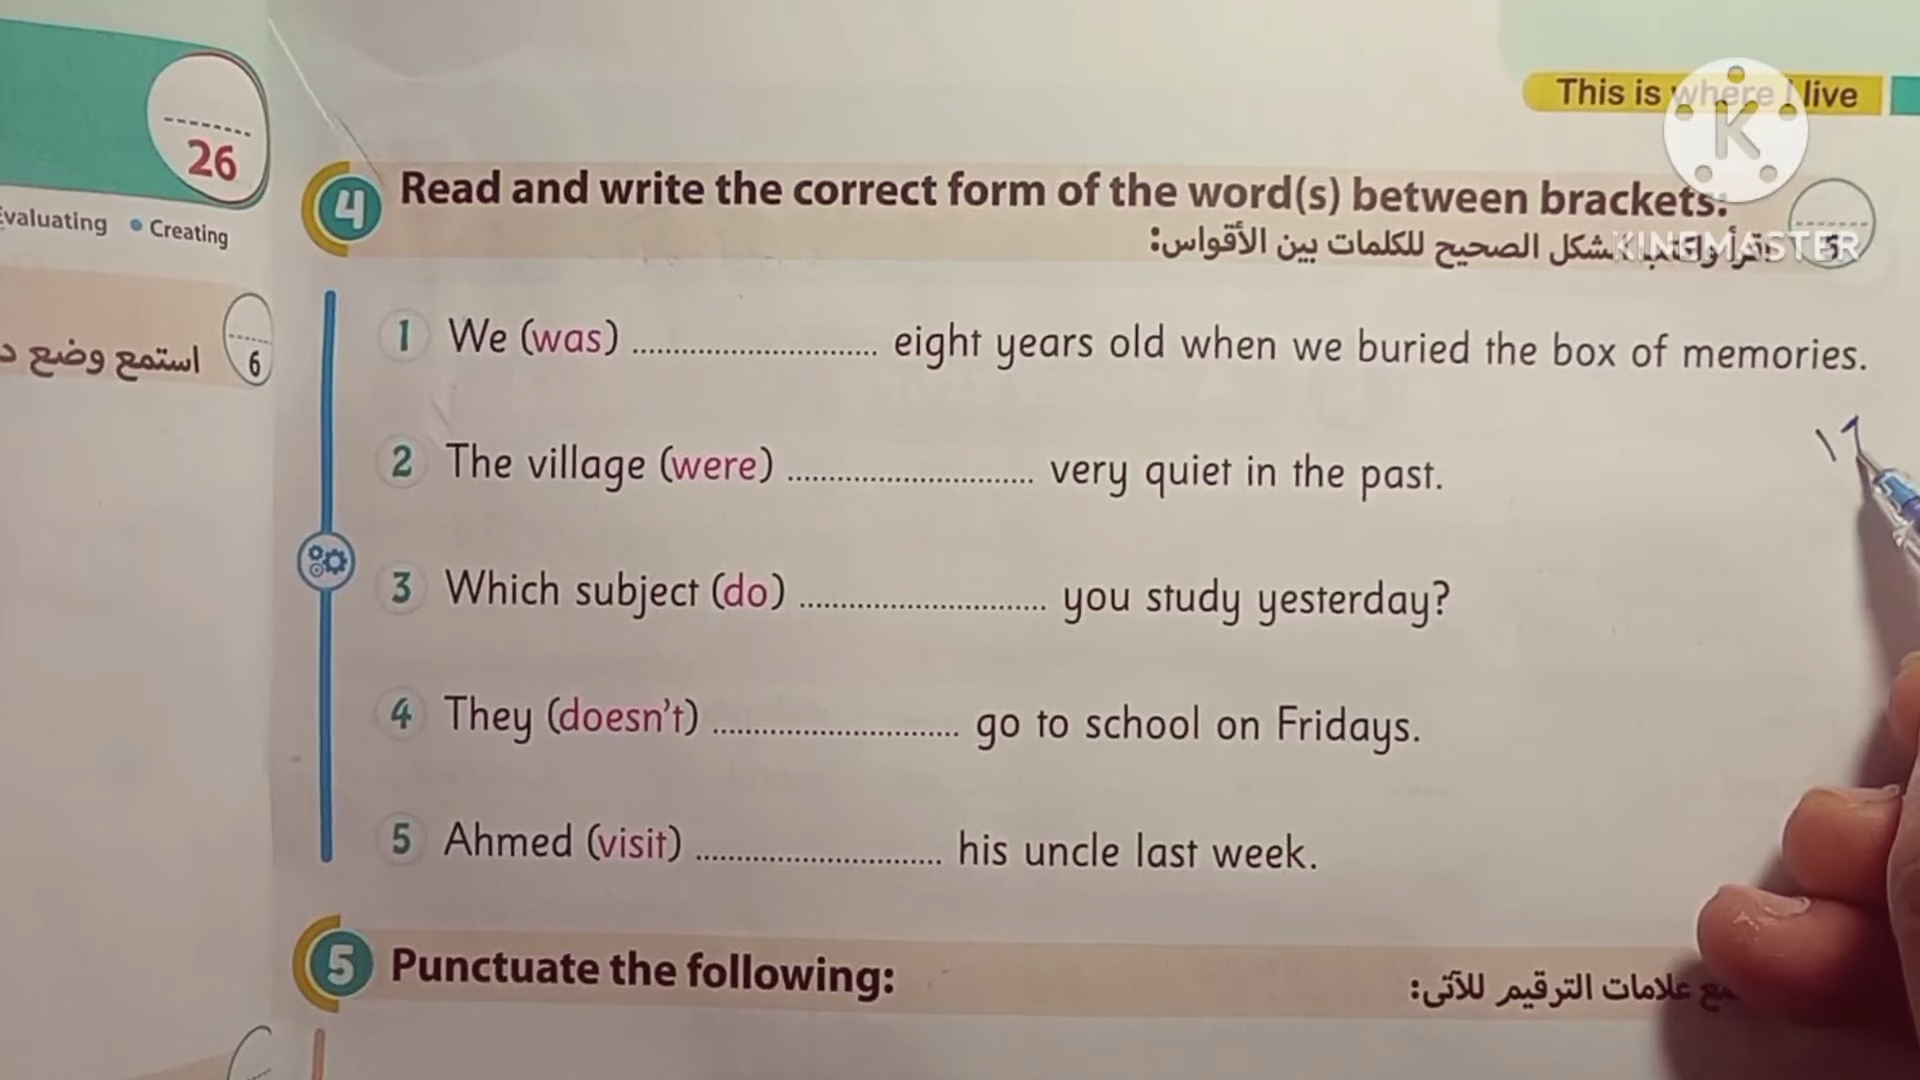 26
Evaluating • Creating
6 استمع وضع د
This is where I live
4 Read and write the correct form of the word(s) between brackets:
الشكل الصحيح للكلمات بين الأقواس:
5
KINEMASTER
1 We (was) .............................. eight years old when we buried the box of memories.
2 The village (were) .............................. very quiet in the past.
3 Which subject (do) .............................. you study yesterday?
4 They (doesn't) .............................. go to school on Fridays.
5 Ahmed (visit) .............................. his uncle last week.
5 Punctuate the following:
علامات الترقيم للآتى: